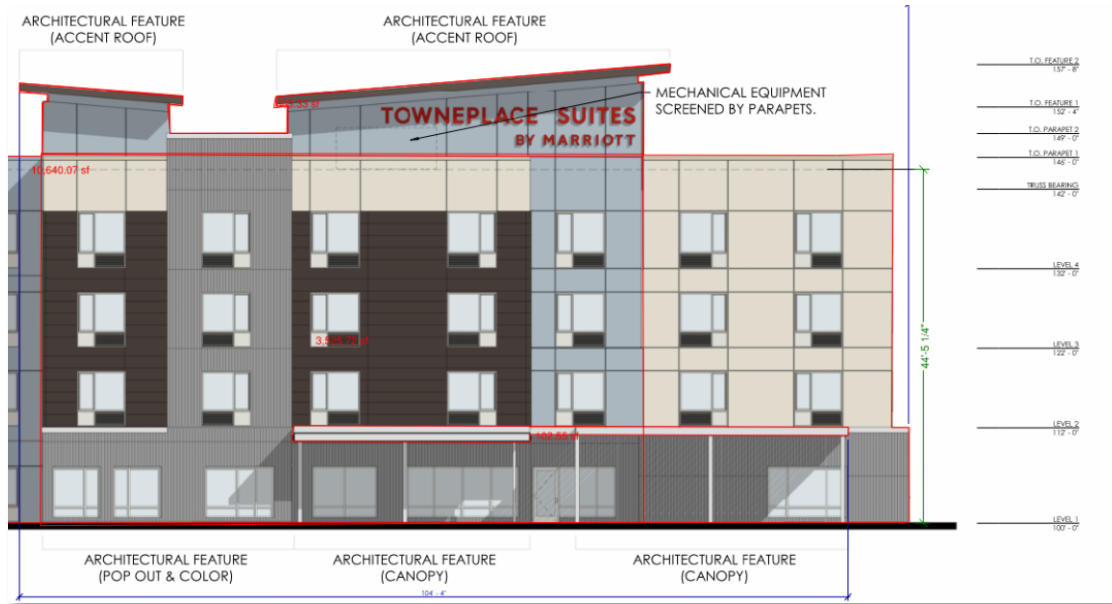 ARCHITECTURAL FEATURE
(ACCENT ROOF)
ARCHITECTURAL FEATURE
(ACCENT ROOF)
T.O. FEATURE 2
157' - 8"
MECHANICAL EQUIPMENT
SCREENED BY PARAPETS.
TOWNEPLACE SUITES
BY MARRIOTT
T.O. FEATURE 1
152' - 4"
T.O. PARAPET 2
149' - 0"
T.O. PARAPET 1
146' - 0"
10,640.07 sf
TRUSS BEARING
142' - 0"
LEVEL 4
132' - 0"
44'-5 1/4"
LEVEL 3
122' - 0"
LEVEL 2
112' - 0"
102.55 sf
LEVEL 1
100' - 0"
ARCHITECTURAL FEATURE
(POP OUT & COLOR)
ARCHITECTURAL FEATURE
(CANOPY)
ARCHITECTURAL FEATURE
(CANOPY)
104' - 4"